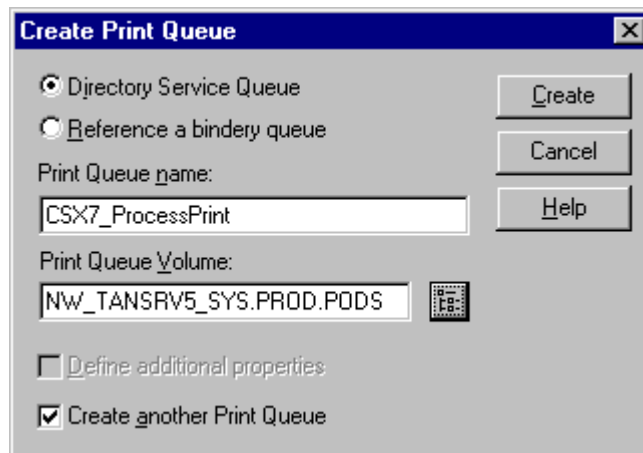 Create Print Queue
Directory Service Queue
Reference a bindery queue
Print Queue name:
CSX7_ProcessPrint
Print Queue Volume:
NW_TANSRV5_SYS.PROD.PODS
Define additional properties
Create another Print Queue
Create
Cancel
Help